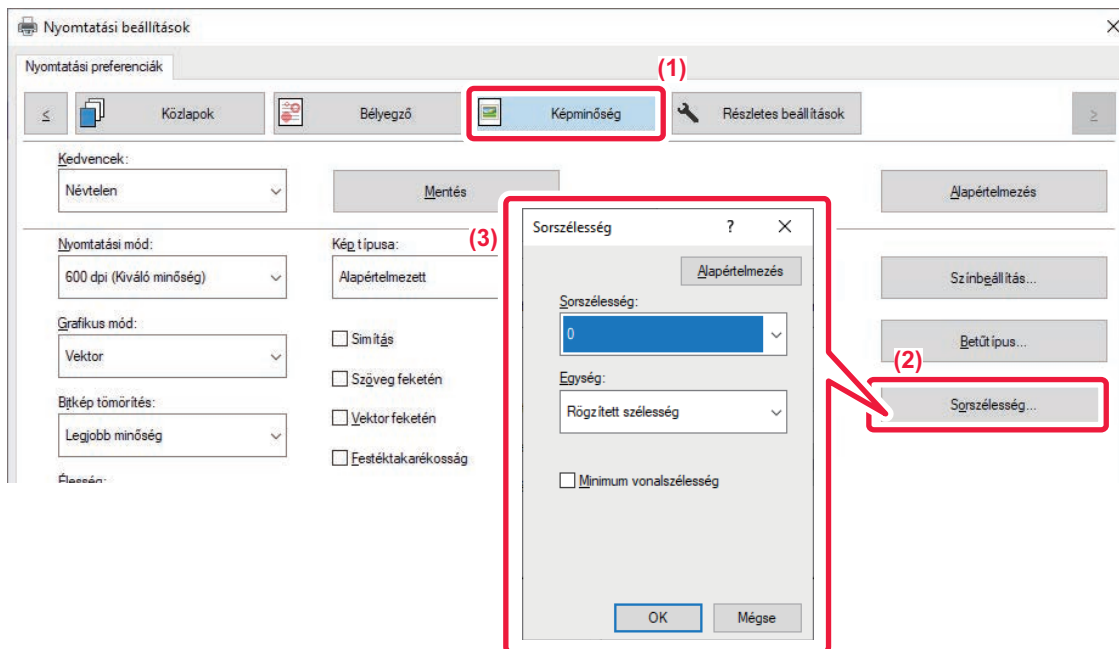 Nyomtatási beállítások
Nyomtatási preferenciák
(1)
≤ Közlapok Bélyegző Képminőség Részletes beállítások ≥
Kedvencek:
Névtelen
Mentés
Alapértelmezés
Nyomtatási mód:
600 dpi (Kiváló minőség)
Kép típusa:
Alapértelmezett
Színbeállítás...
Grafikus mód:
Vektor
Simítás
Betűtípus...
Szöveg feketén
(2)
Bitkép tömörítés:
Legjobb minőség
Vektor feketén
Sorszélesség...
Festéktakarékosság
Élesség:
(3)
Sorszélesség ?
Alapértelmezés
Sorszélesség:
0
Egység:
Rögzített szélesség
Minimum vonalszélesség
OK Mégse